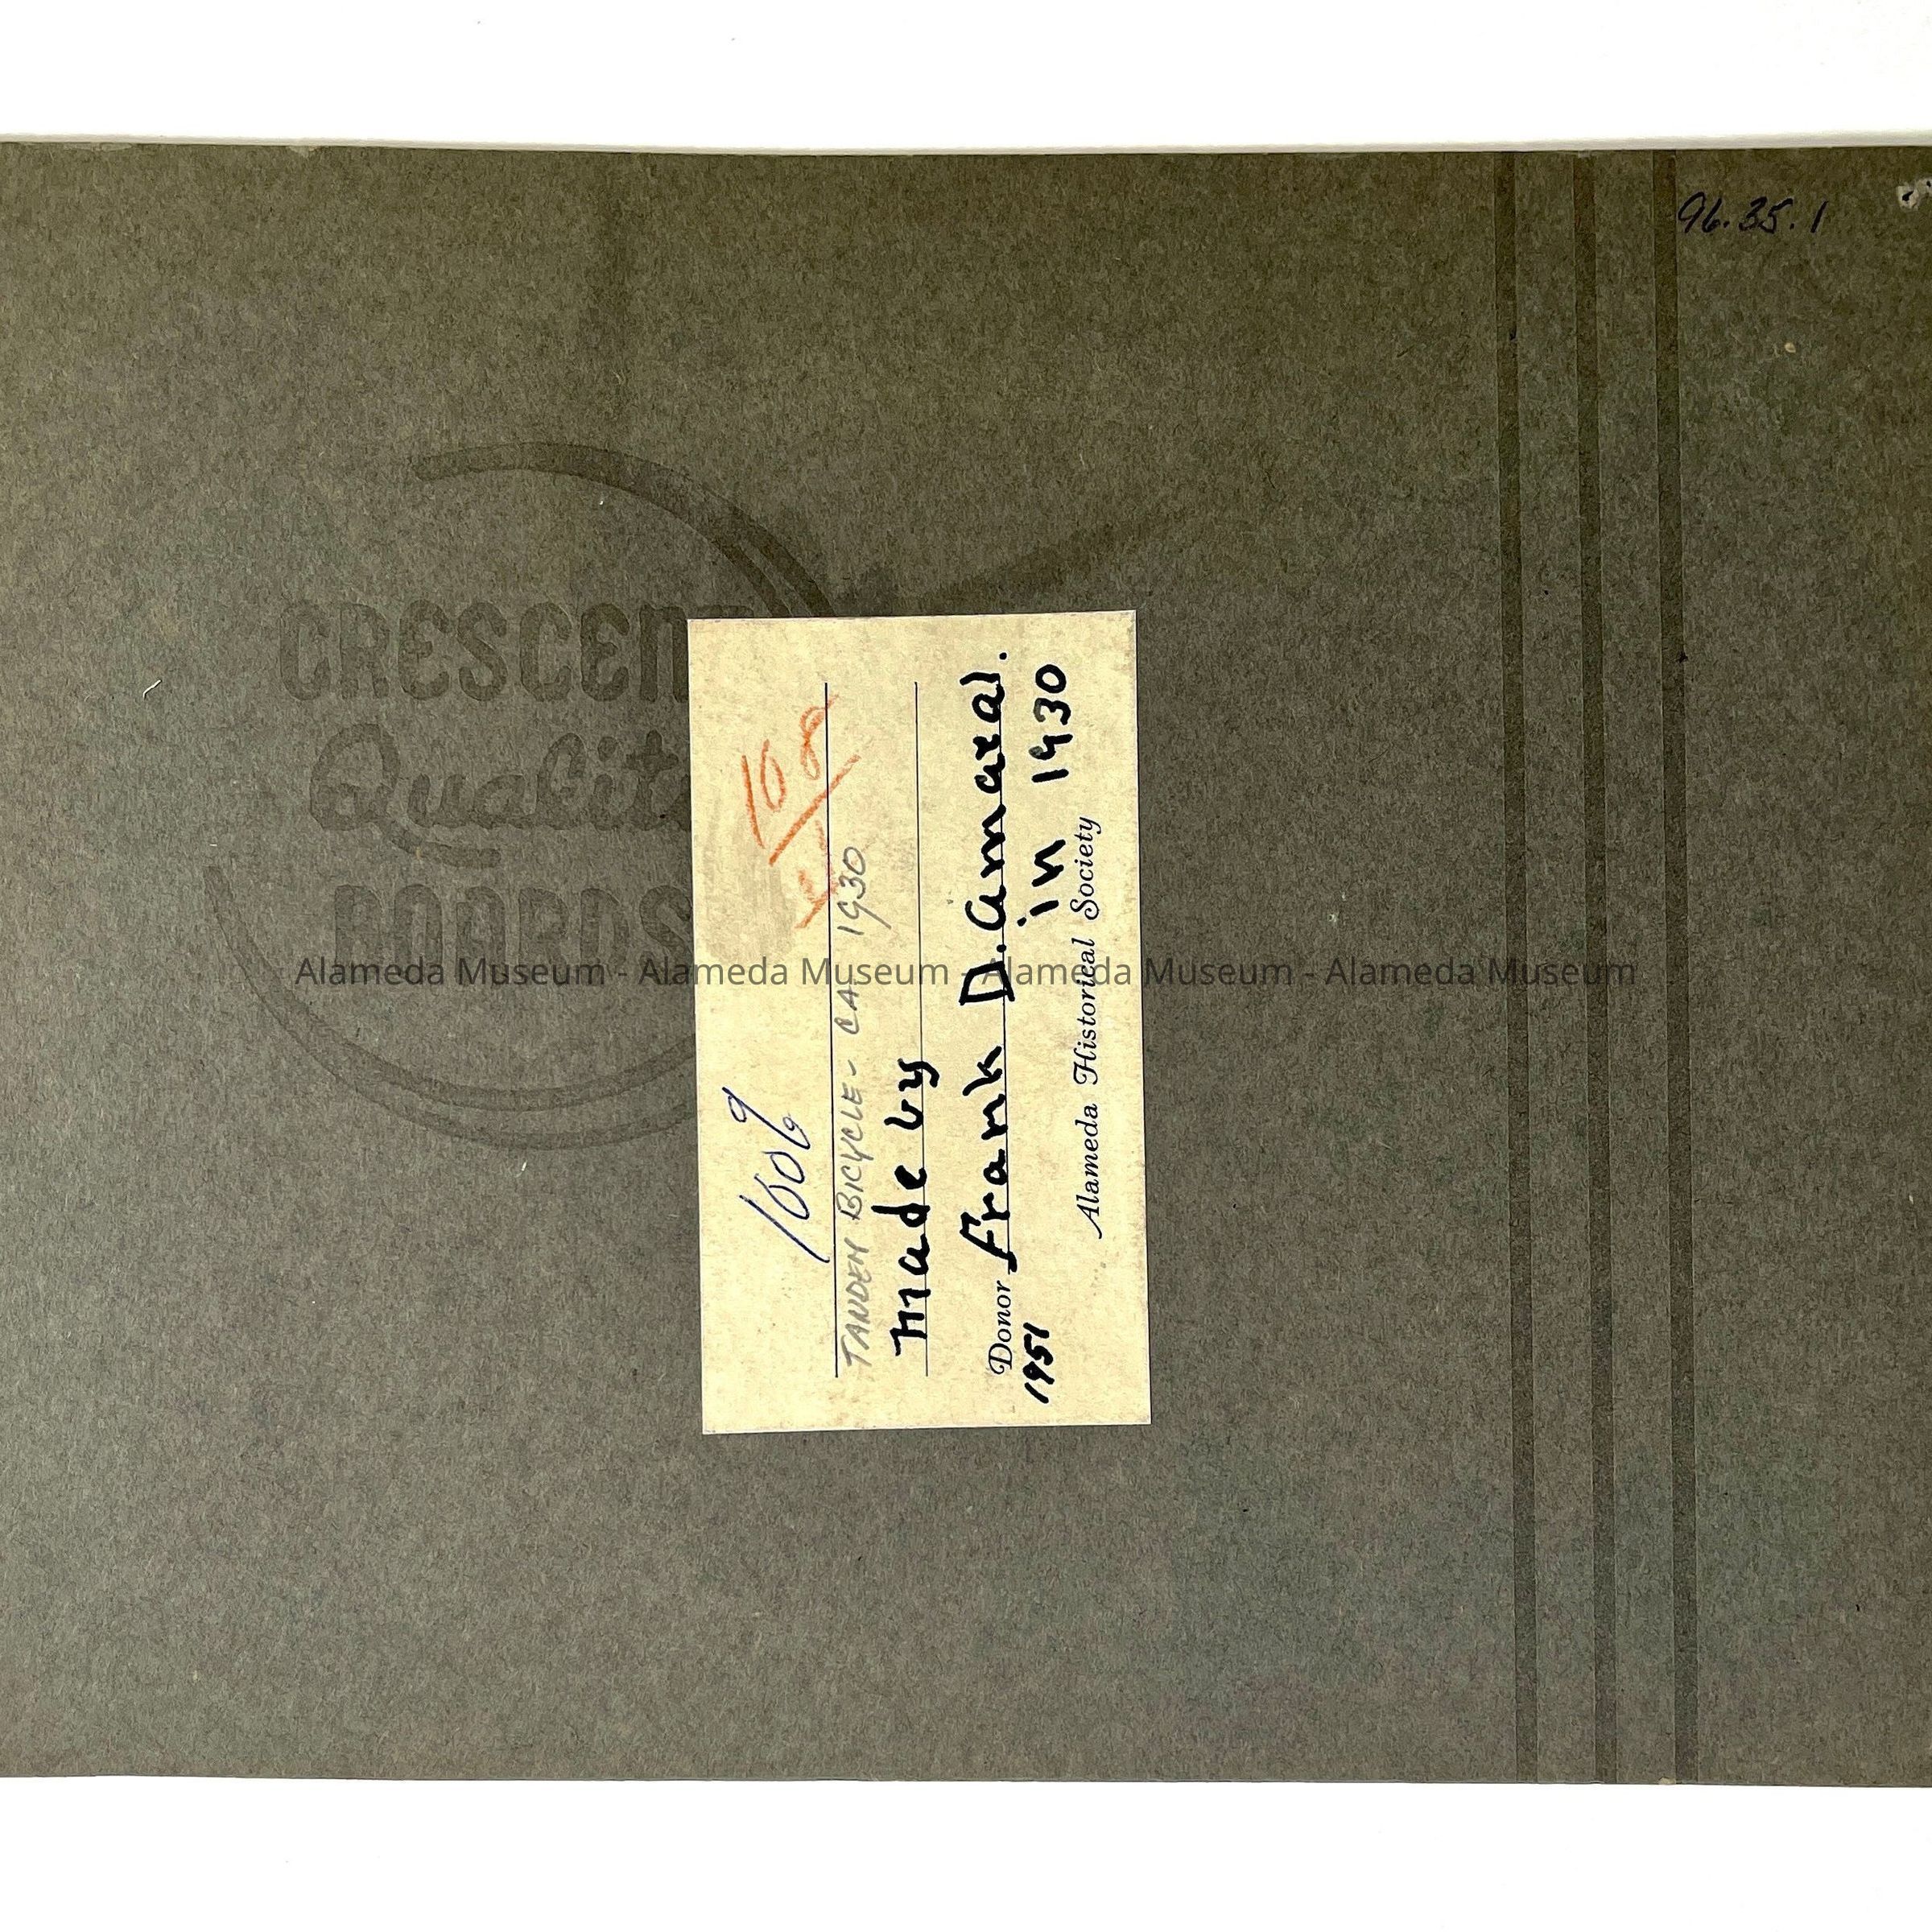 96.35.1
CRESCENT
Quality
BOARDS
1009
108
TANDEM BICYCLE - CA. 1930
made by
Donor Frank D. Amaral.
1951 in 1930
Alameda Historical Society
Alameda Museum - Alameda Museum - Alameda Museum - Alameda Museum